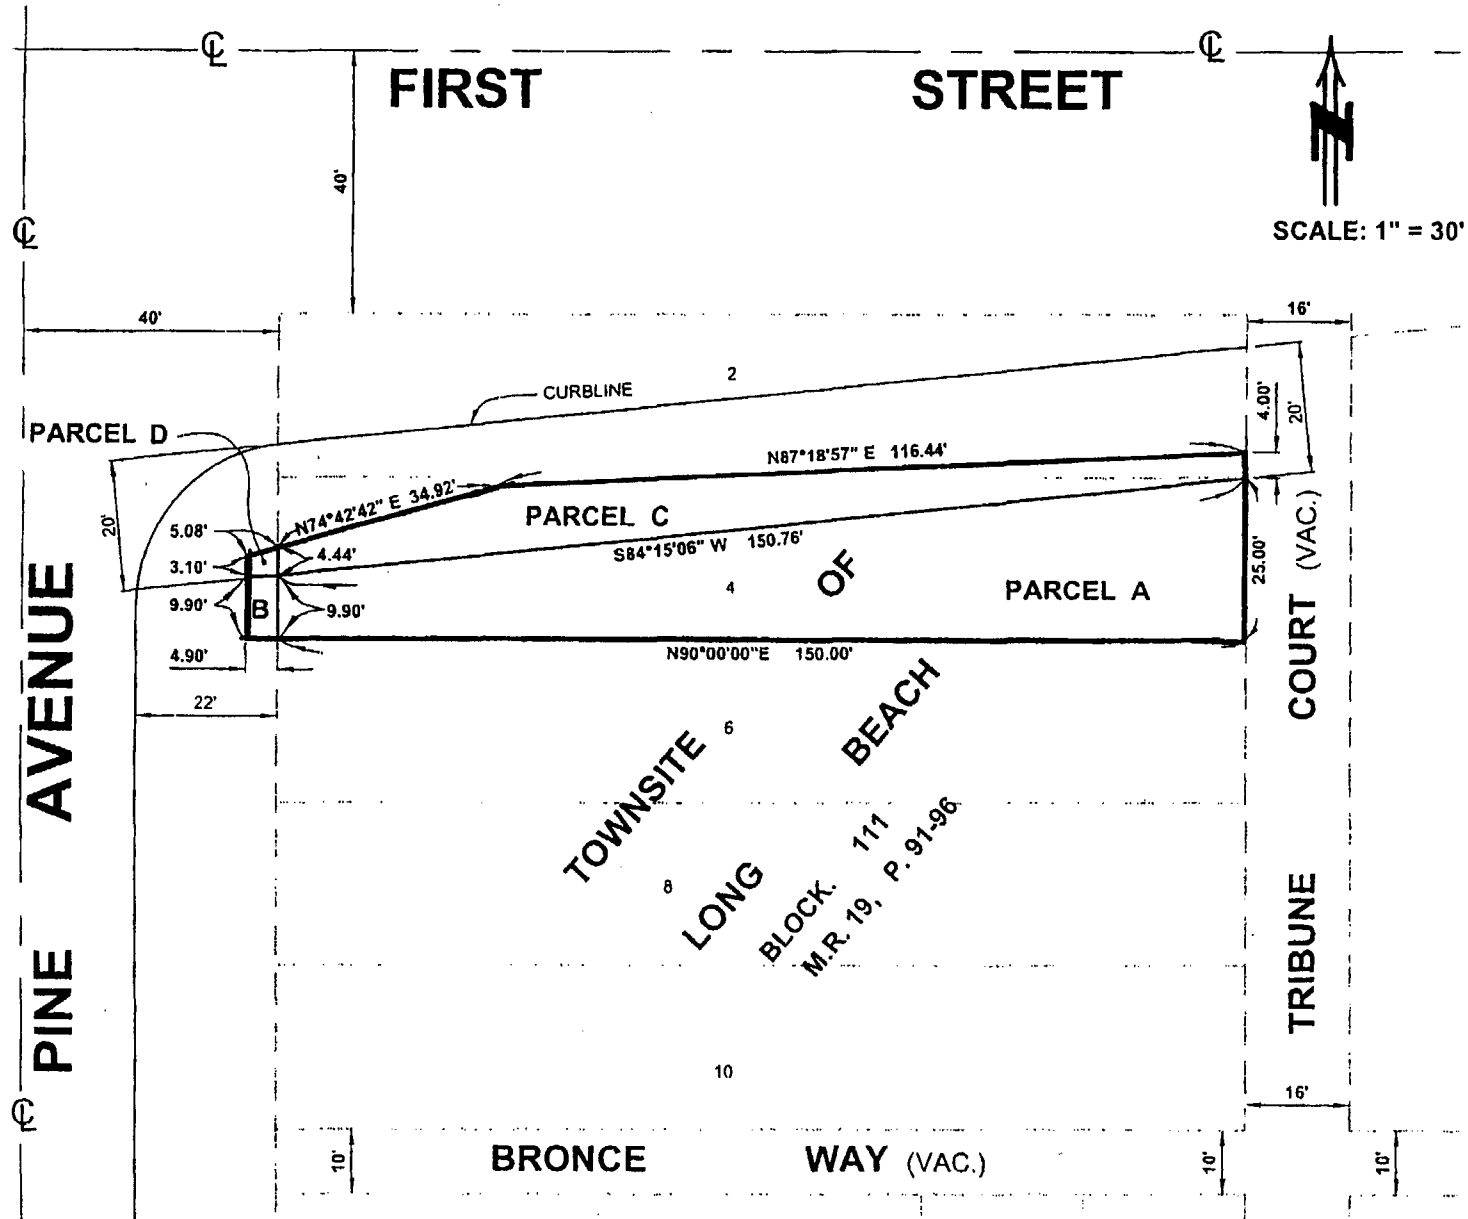 ℄
℄
FIRST STREET
N
40'
℄
SCALE: 1" = 30'
40'
16'
2
CURBLINE
4.00'
20'
PARCEL D
N87°18'57" E 116.44'
N74°42'42" E 34.92'
20'
PARCEL C
5.08'
4.44'
S84°15'06" W 150.76'
3.10'
OF
4
PARCEL A
25.00'
9.90'
B
9.90'
4.90'
N90°00'00"E 150.00'
22'
PINE AVENUE
TRIBUNE COURT (VAC.)
6
TOWNSITE
BEACH
8
LONG
BLOCK. 111
M.R. 19, P. 91-96
10
℄
16'
10'
BRONCE WAY (VAC.)
10'
10'